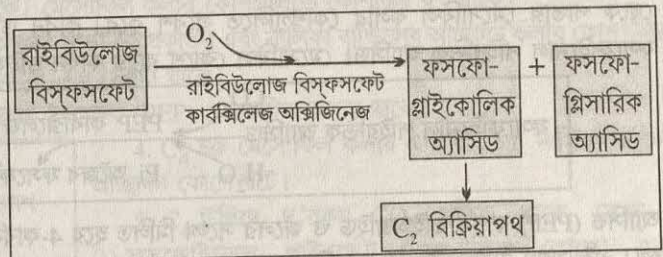 O₂
রাইবিউলোজ
বিস্‌ফসফেট
রাইবিউলোজ বিস্‌ফসফেট
কার্বক্সিলেজ অক্সিজিনেজ
ফসফো-
গ্লাইকোলিক
অ্যাসিড
+
ফসফো-
গ্লিসারিক
অ্যাসিড
C₂ বিক্রিয়াপথ